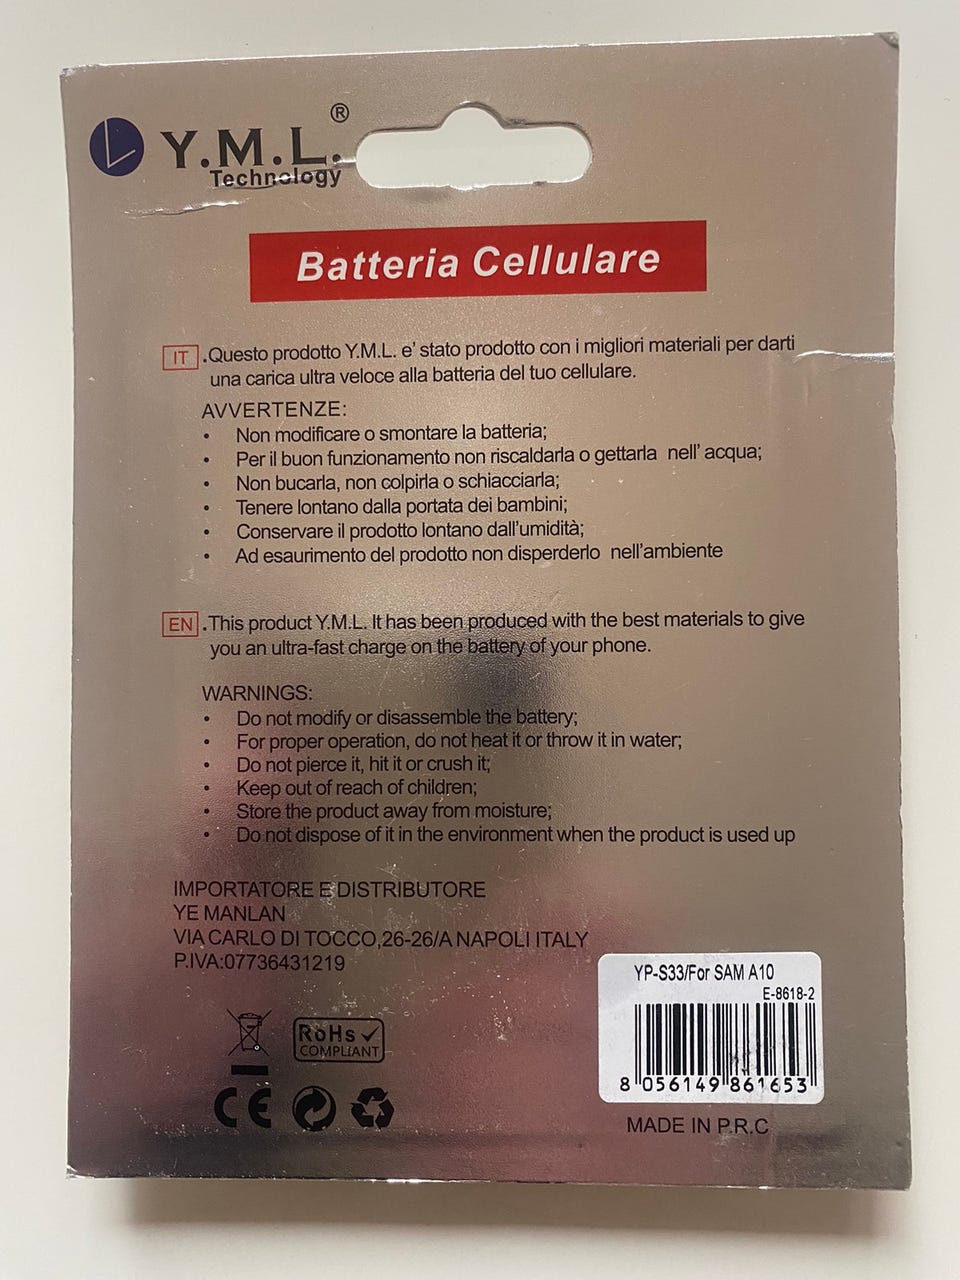 Y.M.L.®
Technology
Batteria Cellulare
IT .Questo prodotto Y.M.L. e' stato prodotto con i migliori materiali per darti
una carica ultra veloce alla batteria del tuo cellulare.
AVVERTENZE:
• Non modificare o smontare la batteria;
• Per il buon funzionamento non riscaldarla o gettarla nell' acqua;
• Non bucarla, non colpirla o schiacciarla;
• Tenere lontano dalla portata dei bambini;
• Conservare il prodotto lontano dall'umidità;
• Ad esaurimento del prodotto non disperderlo nell'ambiente
EN .This product Y.M.L. It has been produced with the best materials to give
you an ultra-fast charge on the battery of your phone.
WARNINGS:
• Do not modify or disassemble the battery;
• For proper operation, do not heat it or throw it in water;
• Do not pierce it, hit it or crush it;
• Keep out of reach of children;
• Store the product away from moisture;
• Do not dispose of it in the environment when the product is used up
IMPORTATORE E DISTRIBUTORE
YE MANLAN
VIA CARLO DI TOCCO,26-26/A NAPOLI ITALY
P.IVA:07736431219
YP-S33/For SAM A10
E-8618-2
8 056149 861653
RoHs ✓
COMPLIANT
CE
MADE IN P.R.C